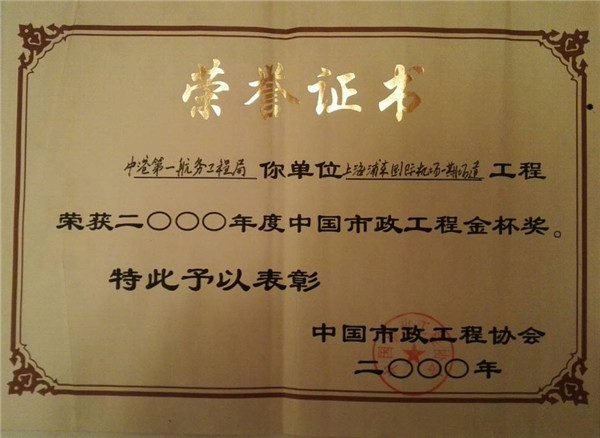 荣誉证书
中港第一航务工程局你单位上海浦东国际机场一期场道工程
荣获二〇〇〇年度中国市政工程金杯奖。
特此予以表彰
中国市政工程协会
二〇〇〇年